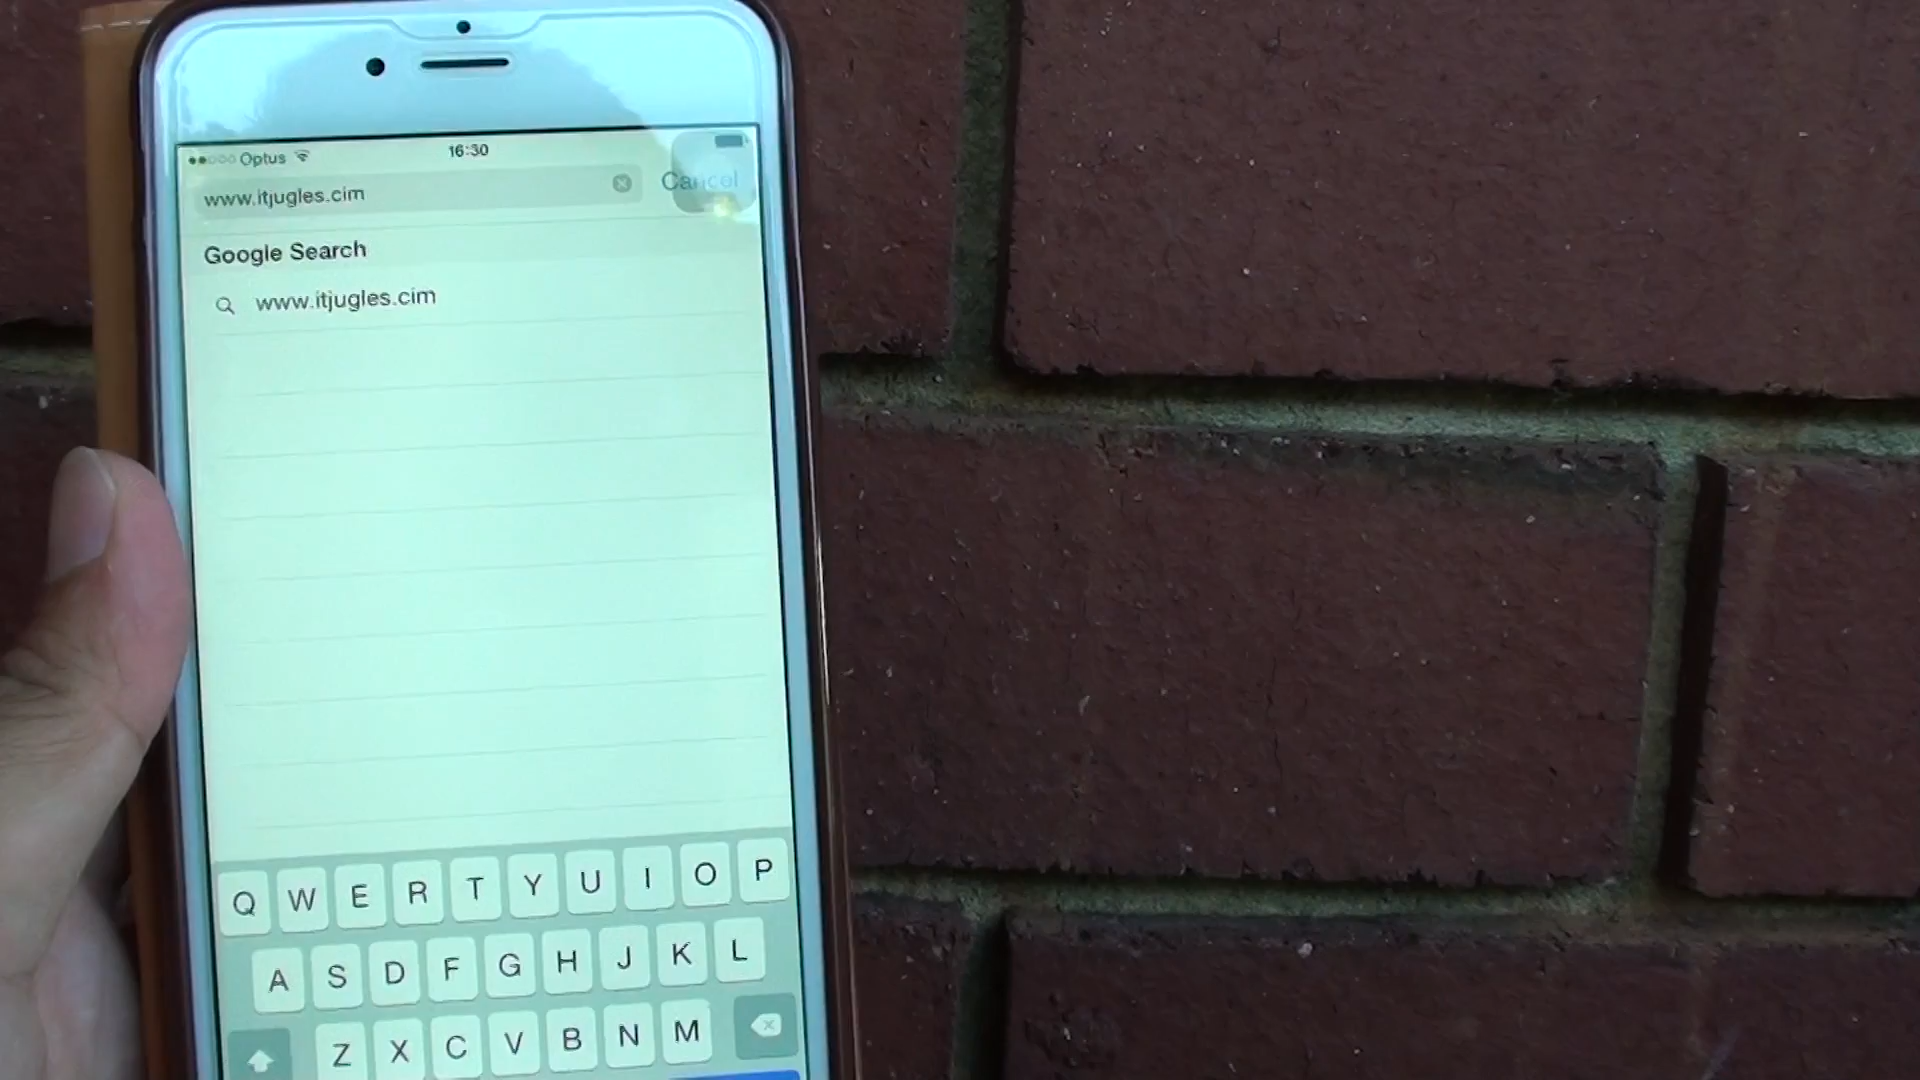 Optus 16:30
www.itjugles.cim Cancel
Google Search
www.itjugles.cim
Q W E R T Y U I O P
A S D F G H J K L
Z X C V B N M